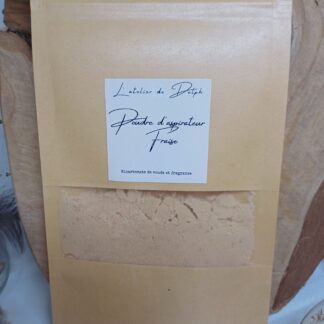 L'atelier de Delph
Poudre d'aspirateur
Fraise
Bicarbonate de soude et fragrance